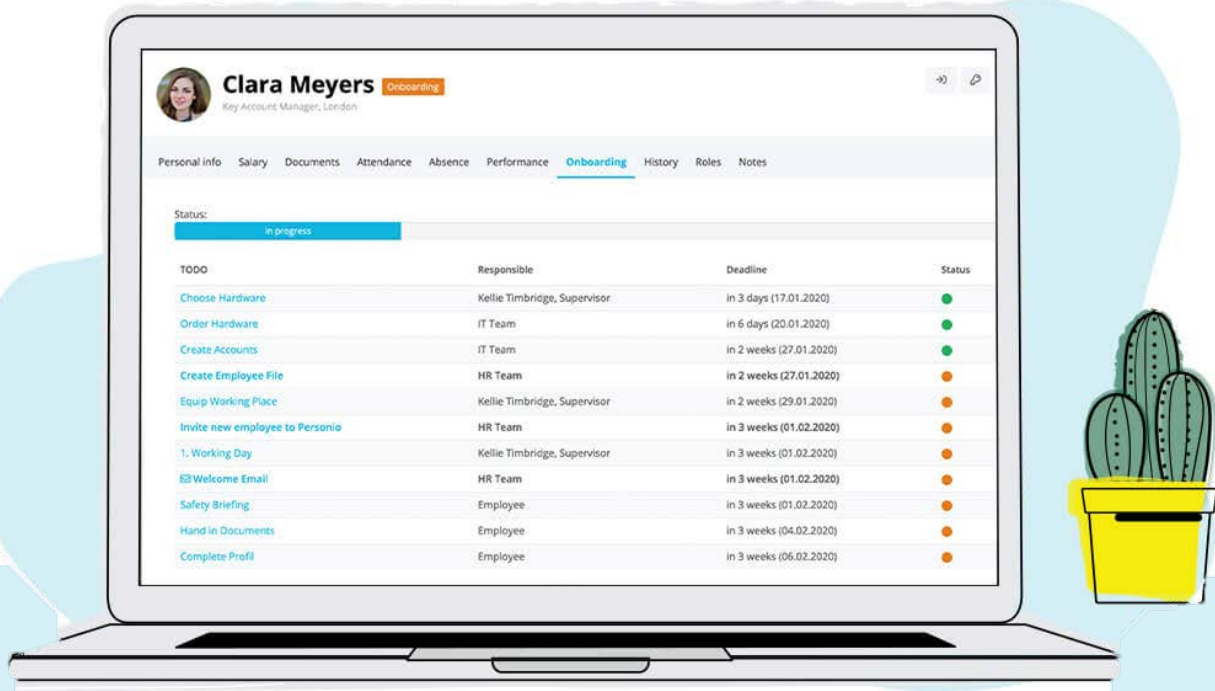 Clara Meyers Onboarding
Key Account Manager, London
Personal info Salary Documents Attendance Absence Performance Onboarding History Roles Notes
Status:
in progress
TODO Responsible Deadline Status
Choose Hardware Kellie Timbridge, Supervisor in 3 days (17.01.2020)
Order Hardware IT Team in 6 days (20.01.2020)
Create Accounts IT Team in 2 weeks (27.01.2020)
Create Employee File HR Team in 2 weeks (27.01.2020)
Equip Working Place Kellie Timbridge, Supervisor in 2 weeks (29.01.2020)
Invite new employee to Personio HR Team in 3 weeks (01.02.2020)
1. Working Day Kellie Timbridge, Supervisor in 3 weeks (01.02.2020)
Welcome Email HR Team in 3 weeks (01.02.2020)
Safety Briefing Employee in 3 weeks (01.02.2020)
Hand in Documents Employee in 3 weeks (04.02.2020)
Complete Profil Employee in 3 weeks (06.02.2020)